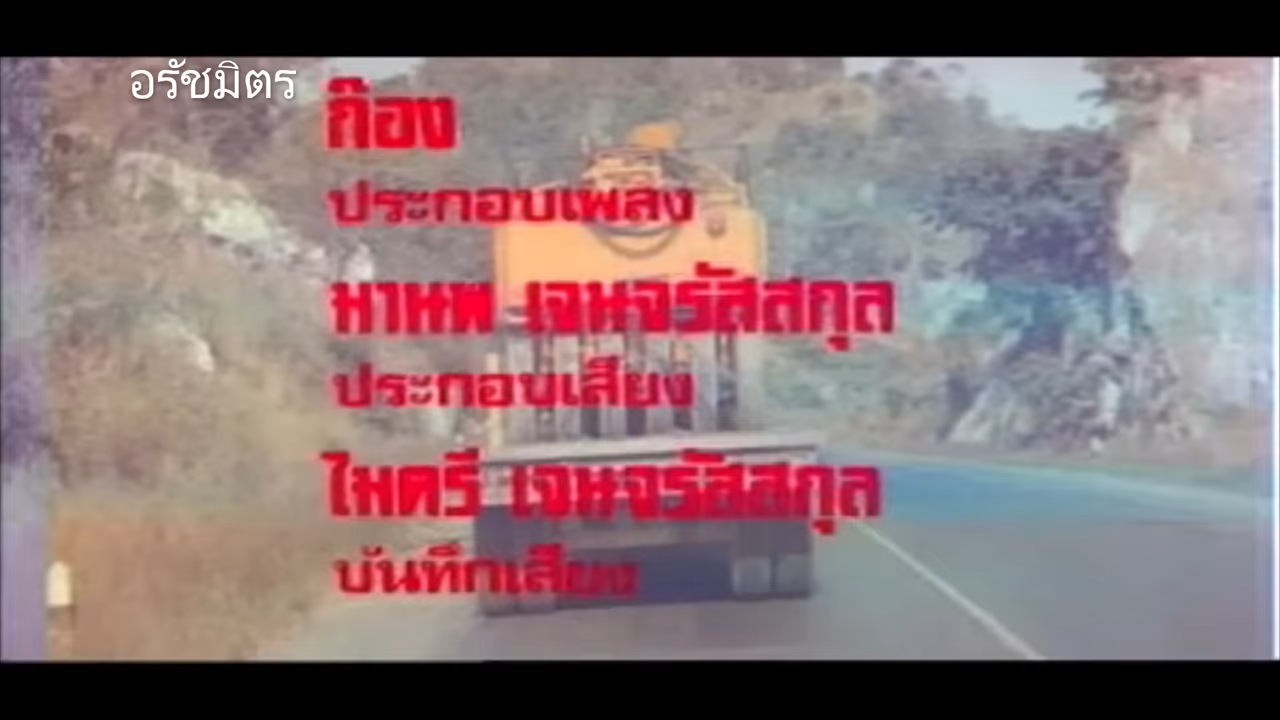 อรัชมิตร
ก๊อง
ประกอบเพลง
มานพ เจนจรัสสกุล
ประกอบเสียง
ไมตรี เจนจรัสสกุล
บันทึกเสียง